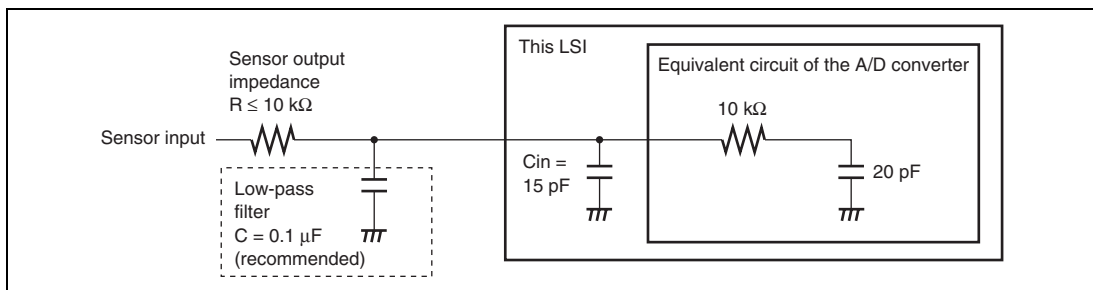 This LSI
Sensor output
impedance
R ≤ 10 kΩ
Equivalent circuit of the A/D converter
10 kΩ
Sensor input
Cin =
15 pF
20 pF
Low-pass
filter
C = 0.1 μF
(recommended)